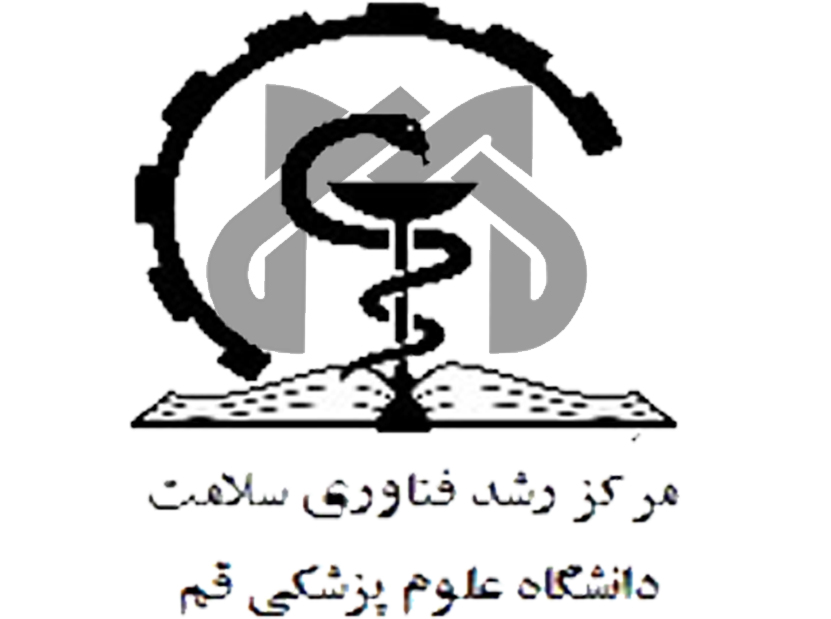 مرکز رشد فناوری سلامت
دانشگاه علوم پزشکی قم